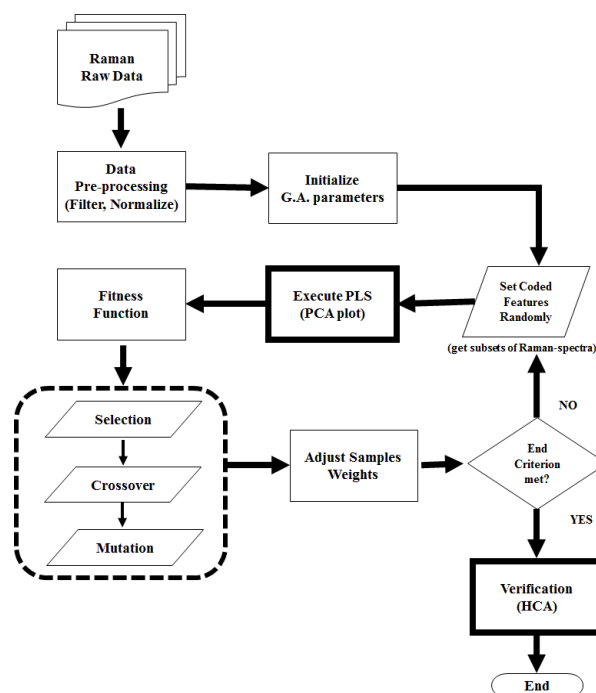 Raman
Raw Data
Data
Pre-processing
(Filter, Normalize)
Initialize
G.A. parameters
Set Coded
Features
Randomly
(get subsets of Raman-spectra)
Execute PLS
(PCA plot)
Fitness
Function
Selection
Crossover
Mutation
Adjust Samples
Weights
End
Criterion
met?
NO
YES
Verification
(HCA)
End